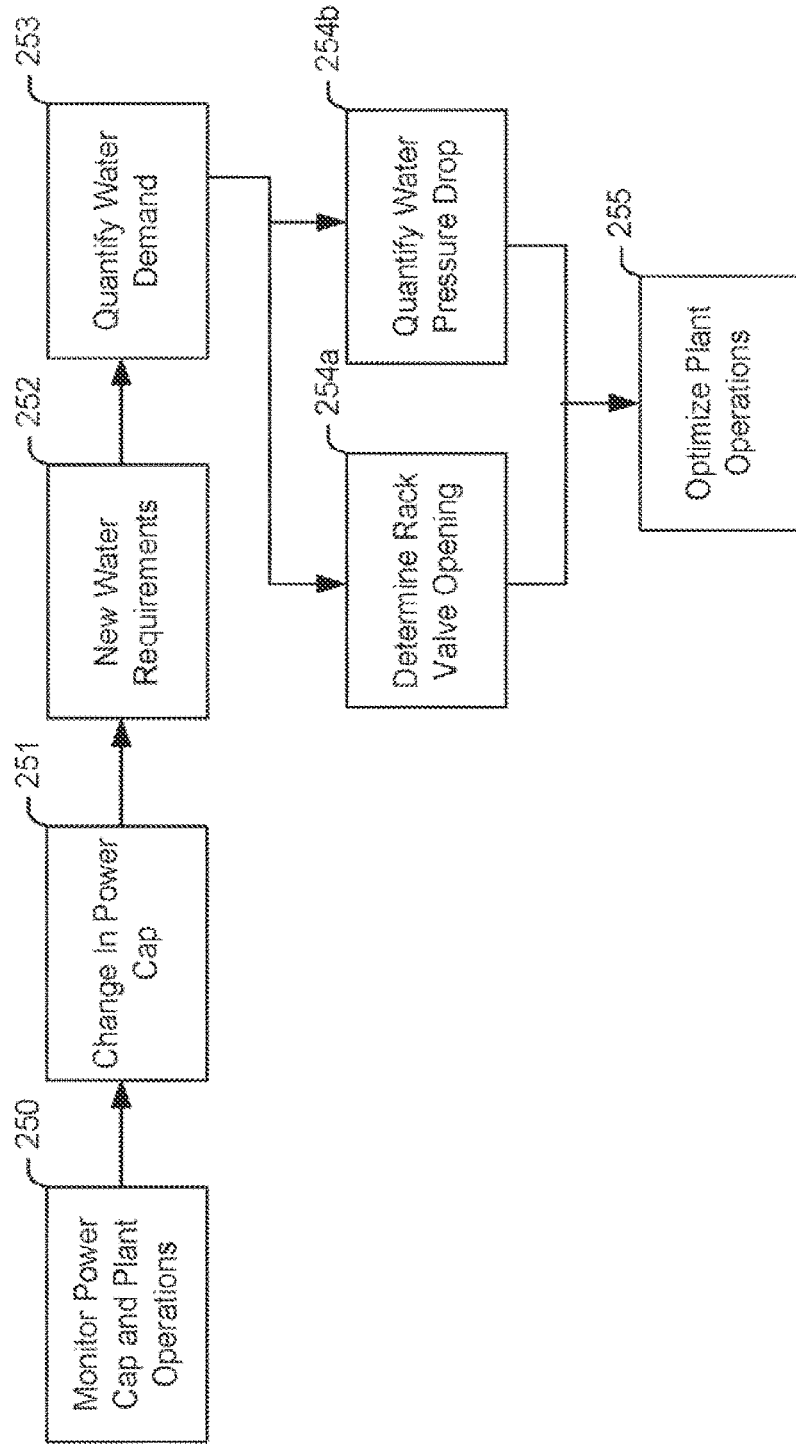 250
Monitor Power
Cap and Plant
Operations
251
Change in Power
Cap
252
New Water
Requirements
253
Quantify Water
Demand
254a
Determine Rack
Valve Opening
254b
Quantify Water
Pressure Drop
255
Optimize Plant
Operations